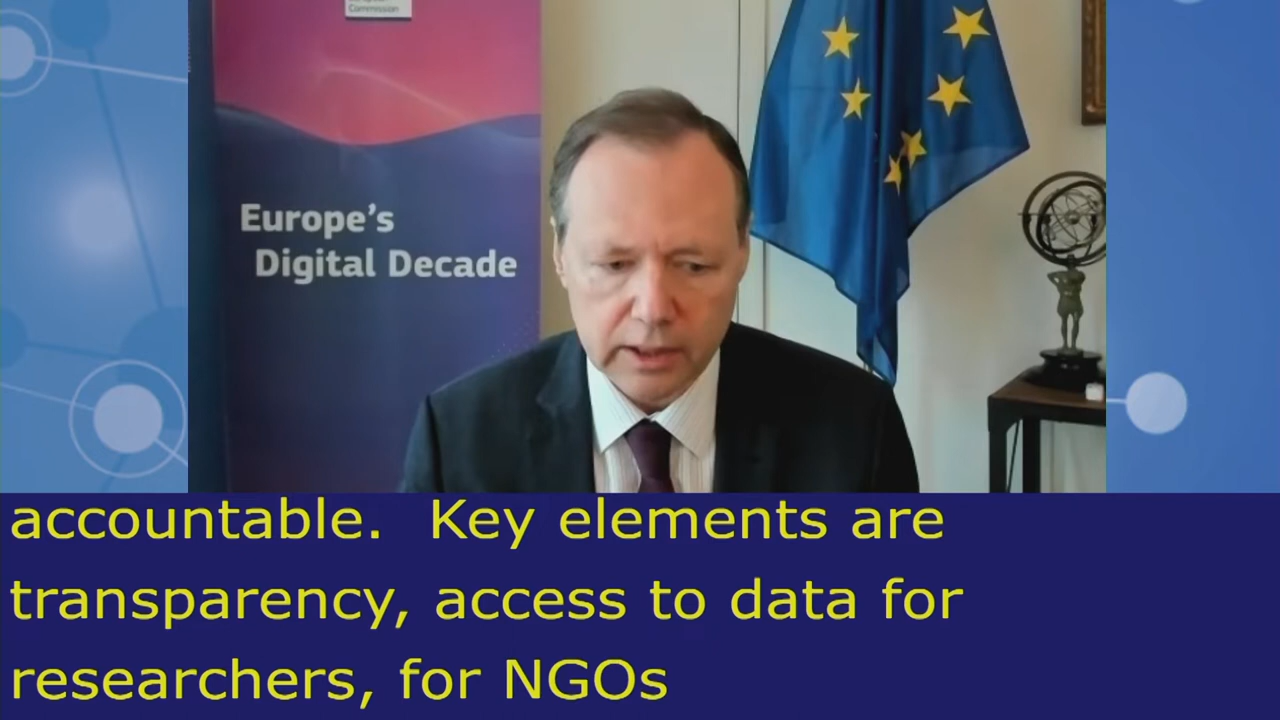 Commission
Europe's
Digital Decade
accountable.  Key elements are
transparency, access to data for
researchers, for NGOs